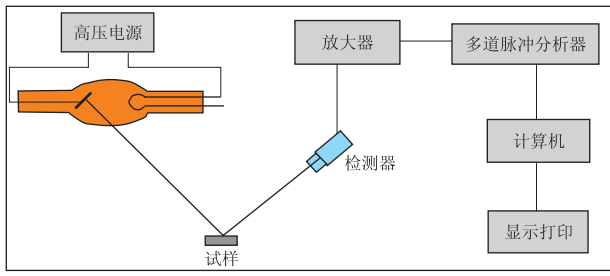 高压电源
放大器
多道脉冲分析器
检测器
计算机
试样
显示打印